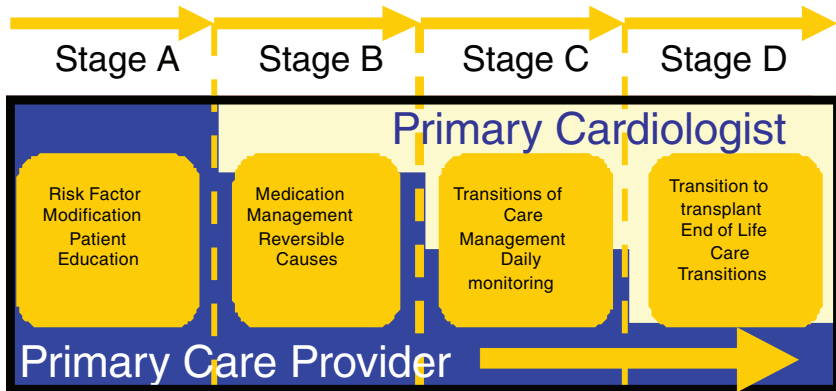 Stage A
Stage B
Stage C
Stage D
Primary Cardiologist
Risk Factor
Modification
Patient
Education
Medication
Management
Reversible
Causes
Transitions of
Care
Management
Daily
monitoring
Transition to
transplant
End of Life
Care
Transitions
Primary Care Provider